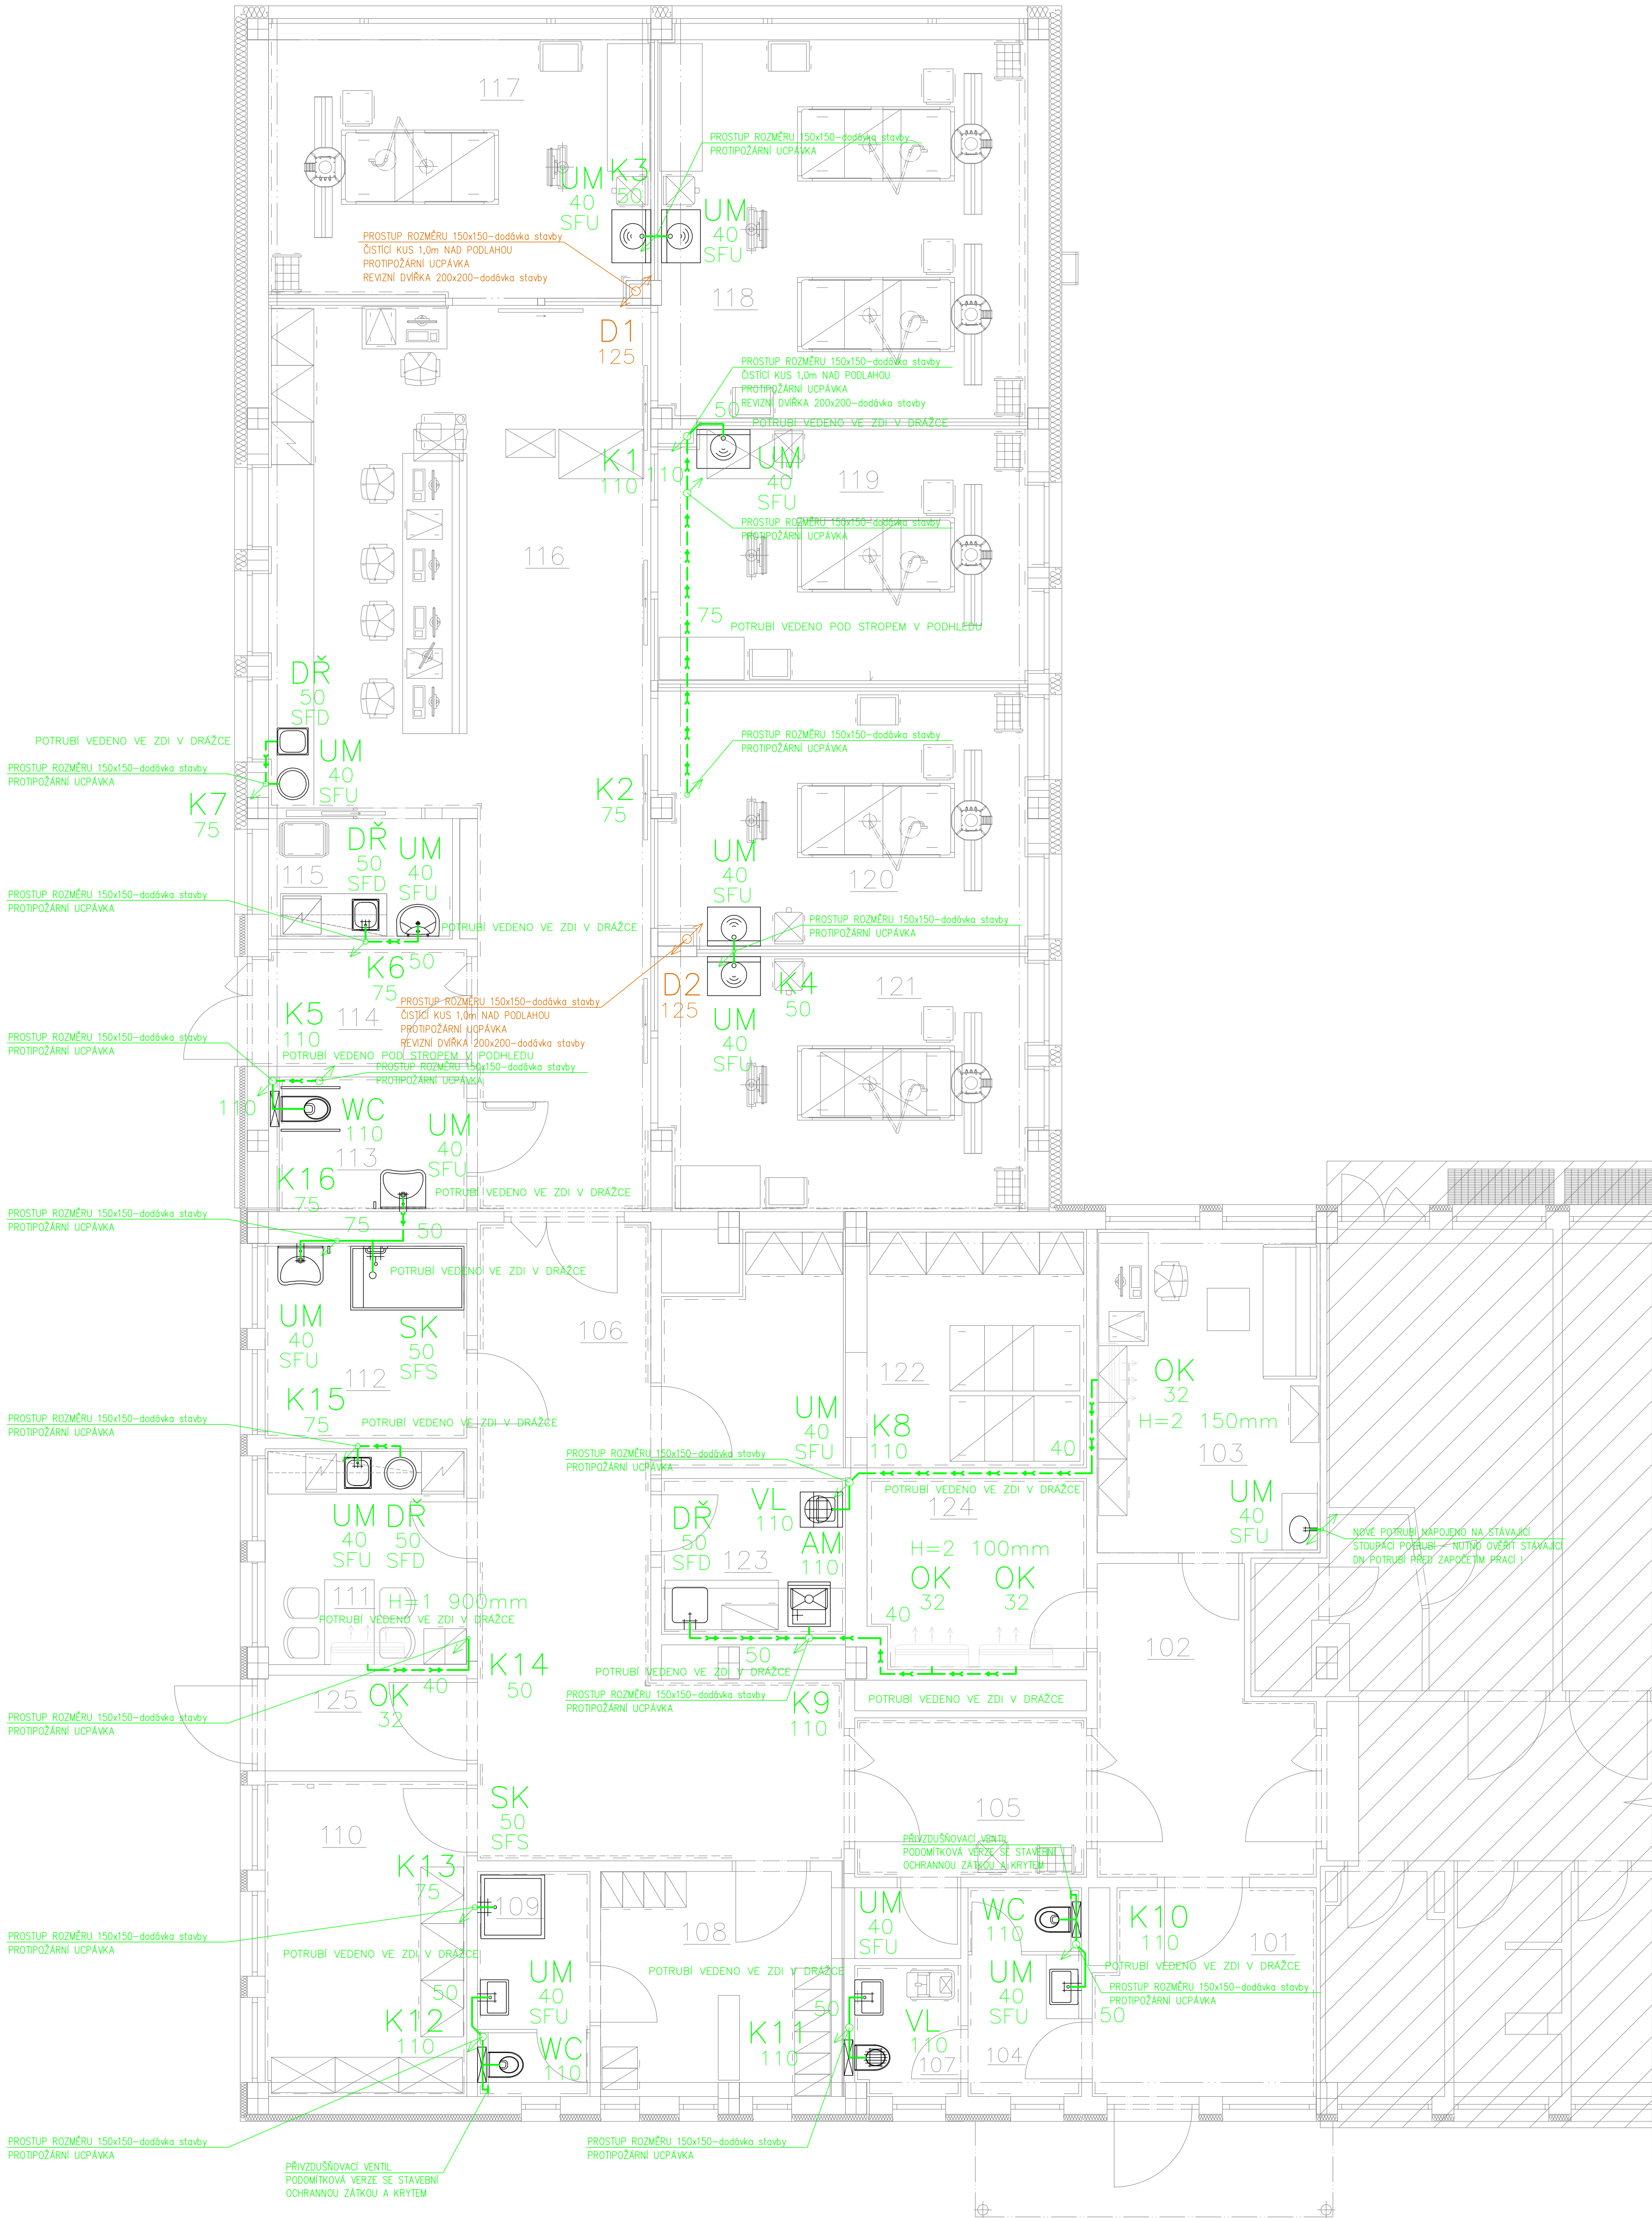 117
PROSTUP ROZMĚRU 150x150-dodávka stavby
PROTIPOŽÁRNÍ UCPÁVKA
UM
40
SFU
K3
50
UM
40
SFU
PROSTUP ROZMĚRU 150x150-dodávka stavby
ČISTÍCÍ KUS 1,0m NAD PODLAHOU
PROTIPOŽÁRNÍ UCPÁVKA
REVIZNÍ DVÍŘKA 200x200-dodávka stavby
118
D1
125
PROSTUP ROZMĚRU 150x150-dodávka stavby
ČISTÍCÍ KUS 1,0m NAD PODLAHOU
PROTIPOŽÁRNÍ UCPÁVKA
REVIZNÍ DVÍŘKA 200x200-dodávka stavby
50
POTRUBÍ VEDENO VE ZDI V DRÁŽCE
K1
110
110
UM
40
SFU
119
PROSTUP ROZMĚRU 150x150-dodávka stavby
PROTIPOŽÁRNÍ UCPÁVKA
116
75
POTRUBÍ VEDENO POD STROPEM V PODHLEDU
DŘ
50
SFD
POTRUBÍ VEDENO VE ZDI V DRÁŽCE
UM
40
SFU
PROSTUP ROZMĚRU 150x150-dodávka stavby
PROTIPOŽÁRNÍ UCPÁVKA
K7
75
PROSTUP ROZMĚRU 150x150-dodávka stavby
PROTIPOŽÁRNÍ UCPÁVKA
K2
75
DŘ
50
SFD
UM
40
SFU
115
UM
40
SFU
120
PROSTUP ROZMĚRU 150x150-dodávka stavby
PROTIPOŽÁRNÍ UCPÁVKA
POTRUBÍ VEDENO VE ZDI V DRÁŽCE
PROSTUP ROZMĚRU 150x150-dodávka stavby
PROTIPOŽÁRNÍ UCPÁVKA
K6
75
50
D2
125
K4
50
121
PROSTUP ROZMĚRU 150x150-dodávka stavby
ČISTÍCÍ KUS 1,0m NAD PODLAHOU
PROTIPOŽÁRNÍ UCPÁVKA
REVIZNÍ DVÍŘKA 200x200-dodávka stavby
K5
110
114
UM
40
SFU
PROSTUP ROZMĚRU 150x150-dodávka stavby
PROTIPOŽÁRNÍ UCPÁVKA
POTRUBÍ VEDENO POD STROPEM V PODHLEDU
PROSTUP ROZMĚRU 150x150-dodávka stavby
PROTIPOŽÁRNÍ UCPÁVKA
110
WC
110
UM
40
SFU
113
K16
75
POTRUBÍ VEDENO VE ZDI V DRÁŽCE
PROSTUP ROZMĚRU 150x150-dodávka stavby
PROTIPOŽÁRNÍ UCPÁVKA
75
50
POTRUBÍ VEDENO VE ZDI V DRÁŽCE
UM
40
SFU
SK
50
SFS
106
112
122
OK
32
H=2 150mm
103
K15
75
PROSTUP ROZMĚRU 150x150-dodávka stavby
PROTIPOŽÁRNÍ UCPÁVKA
POTRUBÍ VEDENO VE ZDI V DRÁŽCE
UM
40
SFU
K8
110
40
PROSTUP ROZMĚRU 150x150-dodávka stavby
PROTIPOŽÁRNÍ UCPÁVKA
POTRUBÍ VEDENO VE ZDI V DRÁŽCE
UM
40
SFU
DŘ
50
SFD
DŘ
50
SFD
VL
110
AM
110
123
124
UM
40
SFU
NOVÉ POTRUBÍ NAPOJENO NA STÁVAJÍCÍ
STOUPACÍ POTRUBÍ – NUTNO OVĚŘIT STÁVAJÍCÍ
DN POTRUBÍ PŘED ZAPOČETÍM PRACÍ !
H=2 100mm
OK
32
OK
32
111
H=1 900mm
POTRUBÍ VEDENO VE ZDI V DRÁŽCE
40
102
K14
50
50
POTRUBÍ VEDENO VE ZDI V DRÁŽCE
125
OK
32
40
PROSTUP ROZMĚRU 150x150-dodávka stavby
PROTIPOŽÁRNÍ UCPÁVKA
PROSTUP ROZMĚRU 150x150-dodávka stavby
PROTIPOŽÁRNÍ UCPÁVKA
K9
110
POTRUBÍ VEDENO VE ZDI V DRÁŽCE
SK
50
SFS
105
110
PŘIVZDUŠŇOVACÍ VENTIL
PODOMÍTKOVÁ VERZE SE STAVEBNÍ
OCHRANNOU ZÁTKOU A KRYTEM
K13
75
109
108
UM
40
SFU
WC
110
K10
110
101
PROSTUP ROZMĚRU 150x150-dodávka stavby
PROTIPOŽÁRNÍ UCPÁVKA
POTRUBÍ VEDENO VE ZDI V DRÁŽCE
POTRUBÍ VEDENO VE ZDI V DRÁŽCE
POTRUBÍ VEDENO VE ZDI V DRÁŽCE
UM
40
SFU
UM
40
SFU
PROSTUP ROZMĚRU 150x150-dodávka stavby
PROTIPOŽÁRNÍ UCPÁVKA
50
50
50
K12
110
WC
110
K11
110
VL
110
107
104
PROSTUP ROZMĚRU 150x150-dodávka stavby
PROTIPOŽÁRNÍ UCPÁVKA
PROSTUP ROZMĚRU 150x150-dodávka stavby
PROTIPOŽÁRNÍ UCPÁVKA
PŘIVZDUŠŇOVACÍ VENTIL
PODOMÍTKOVÁ VERZE SE STAVEBNÍ
OCHRANNOU ZÁTKOU A KRYTEM